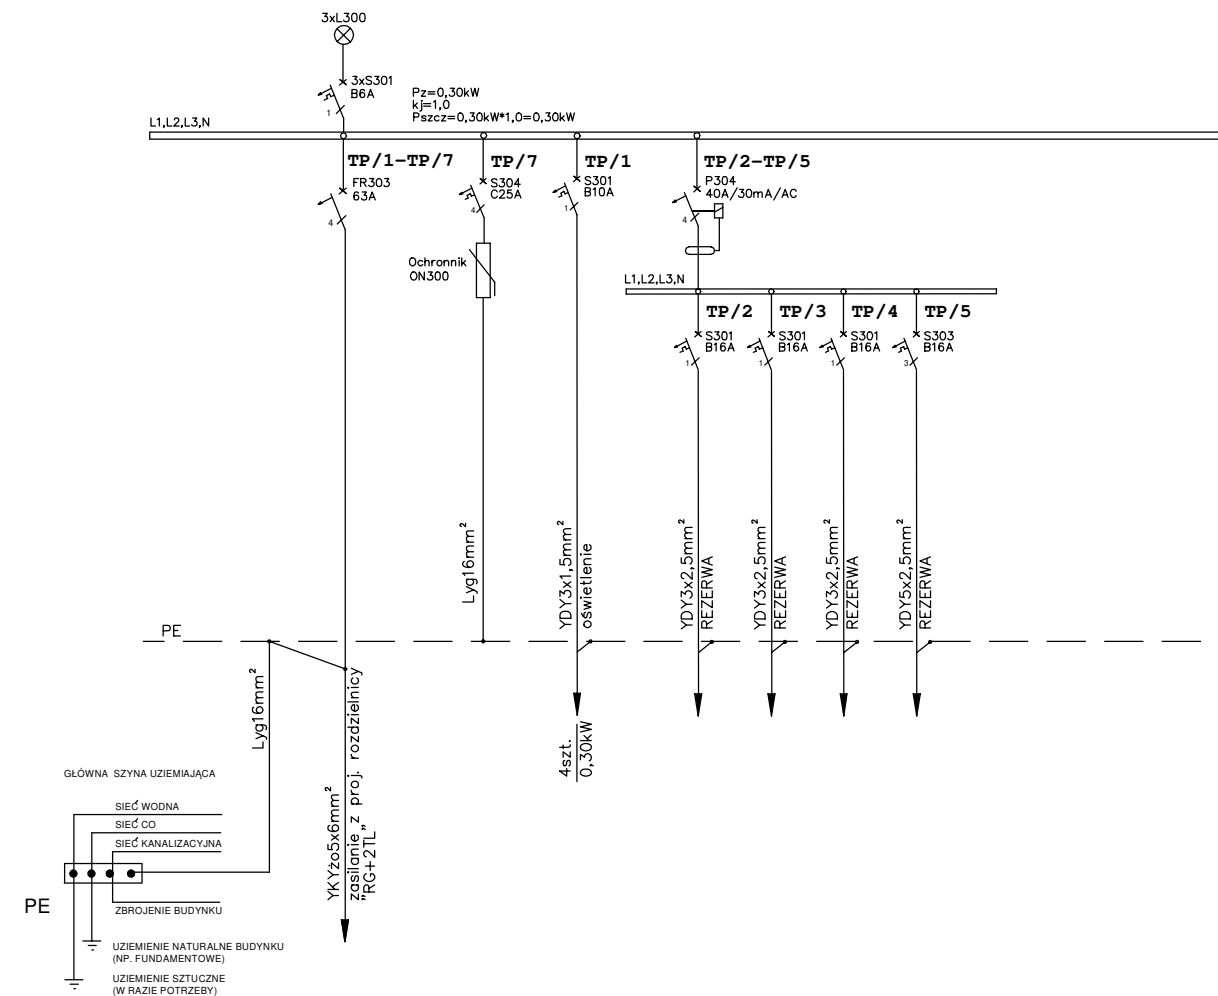 3xL300
3xS301
B6A
1
Pz=0,30kW
kj=1,0
Pszcz=0,30kW*1,0=0,30kW
L1,L2,L3,N
TP/1-TP/7
FR303
63A
4
TP/7
S304
C25A
4
Ochronnik
ON300
TP/1
S301
B10A
1
TP/2-TP/5
P304
40A/30mA/AC
4
L1,L2,L3,N
TP/2
S301
B16A
1
TP/3
S301
B16A
1
TP/4
S301
B16A
1
TP/5
S303
B16A
3
Lyg16mm²
YDY3x1,5mm²
oświetlenie
YDY3x2,5mm²
REZERWA
YDY3x2,5mm²
REZERWA
YDY3x2,5mm²
REZERWA
YDY5x2,5mm²
REZERWA
PE
Lyg16mm²
YKYżo5x6mm²
zasilanie z proj. rozdzielnicy
"RG+2TL"
4szt.
0,30kW
GŁÓWNA SZYNA UZIEMIAJĄCA
SIEĆ WODNA
SIEĆ CO
SIEĆ KANALIZACYJNA
PE
ZBROJENIE BUDYNKU
UZIEMIENIE NATURALNE BUDYNKU
(NP. FUNDAMENTOWE)
UZIEMIENIE SZTUCZNE
(W RAZIE POTRZEBY)